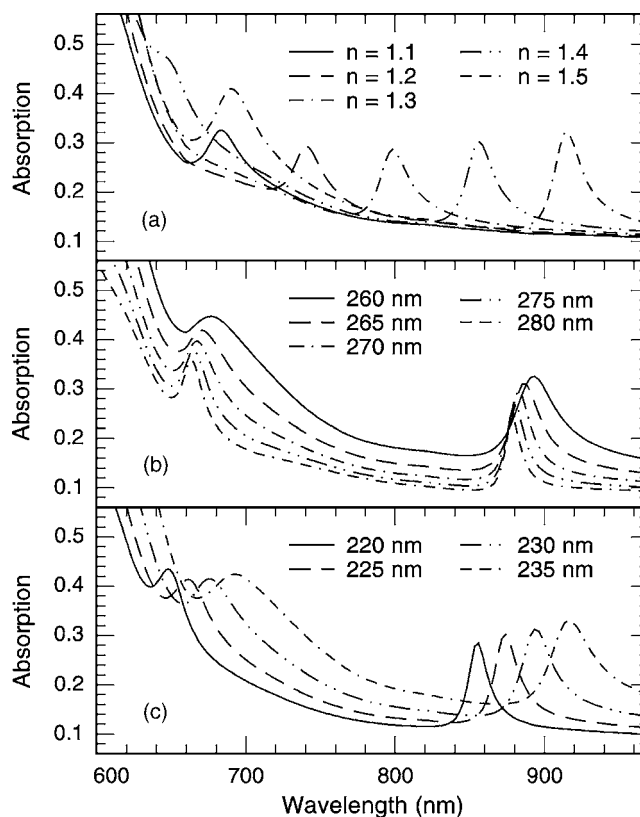 0.5
0.4
0.3
0.2
0.1
Absorption
n = 1.1
n = 1.2
n = 1.3
n = 1.4
n = 1.5
(a)
0.5
0.4
0.3
0.2
0.1
Absorption
260 nm
265 nm
270 nm
275 nm
280 nm
(b)
0.5
0.4
0.3
0.2
0.1
Absorption
220 nm
225 nm
230 nm
235 nm
(c)
600 700 800 900
Wavelength (nm)